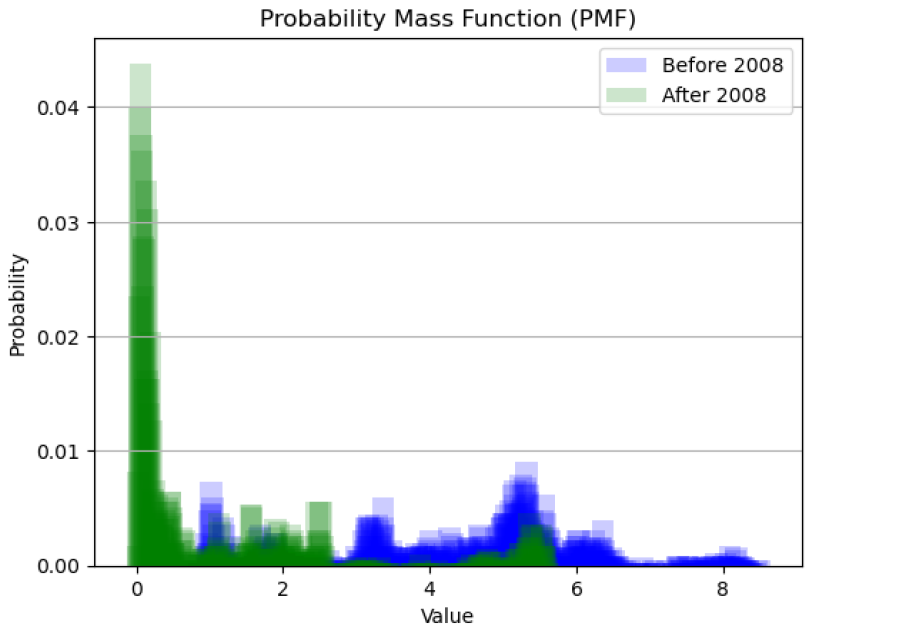 Probability Mass Function (PMF)
Before 2008
After 2008
0.04
0.03
0.02
0.01
0.00
Probability
0 2 4 6 8
Value